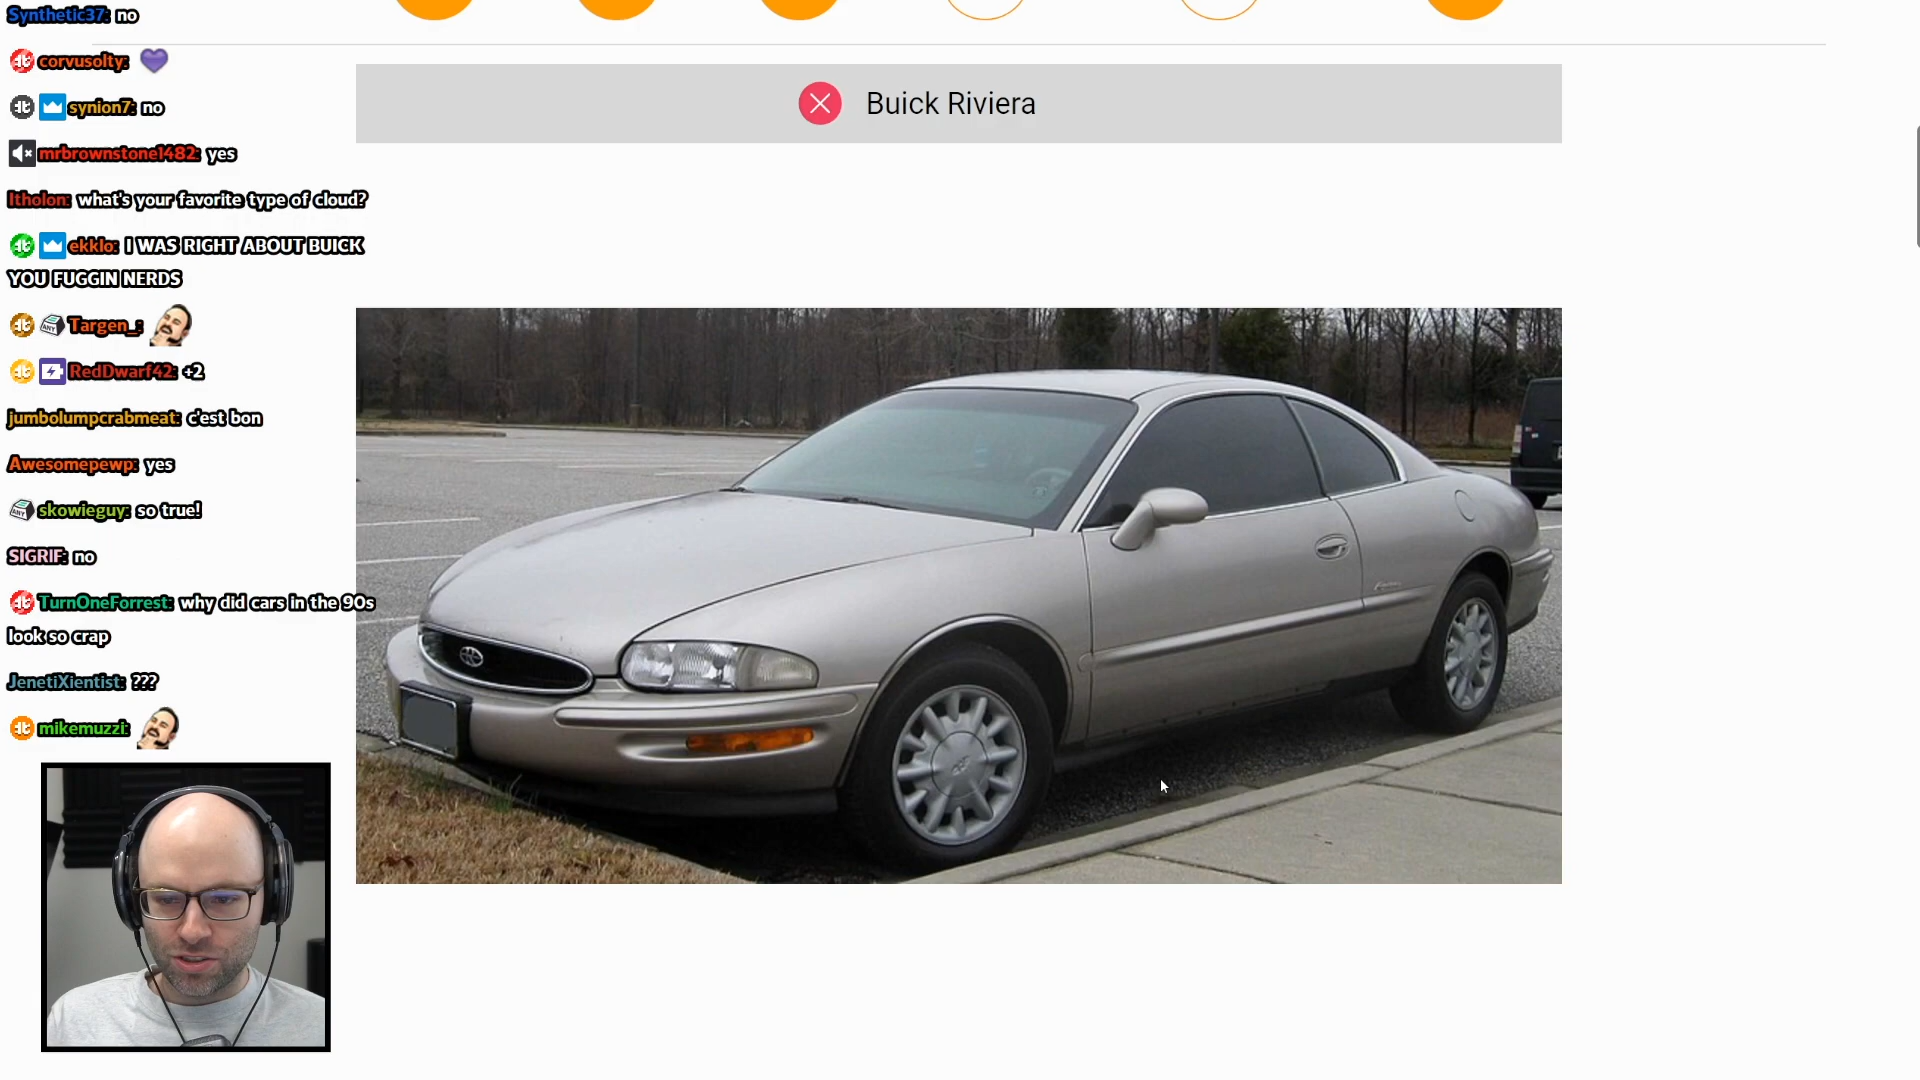 Synthetic37: no
corvusolty:
synion7: no
mrbrownstone1482: yes
Itholon: what's your favorite type of cloud?
ekklo: I WAS RIGHT ABOUT BUICK
YOU FUGGIN NERDS
Targen_:
RedDwarf42: +2
jumbolumpcrabmeat: c'est bon
Awesomepewp: yes
skowieguy: so true!
SIGRIF: no
TurnOneForrest: why did cars in the 90s
look so crap
JenetiXientist: ???
mikemuzzi:
Buick Riviera